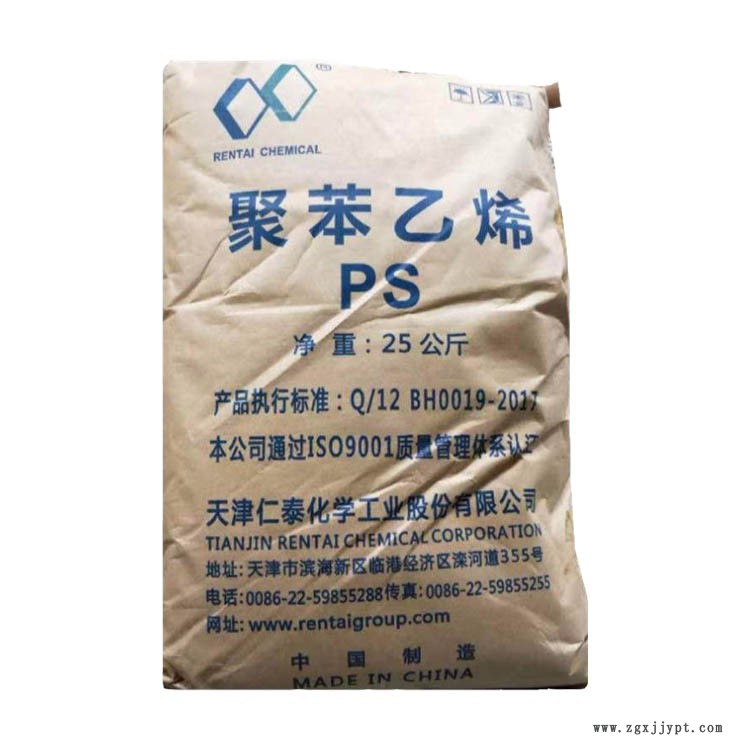 ®
RENTAI CHEMICAL
聚苯乙烯
PS
净 重：25公斤
产品执行标准：Q/12 BH0019-2017
本公司通过ISO9001质量管理体系认证
天津仁泰化学工业股份有限公司
TIANJIN RENTAI CHEMICAL CORPORATION
地址：天津市滨海新区临港经济区滦河道355号
电话：0086-22-59855288传真：0086-22-59855255
网址：www.rentaigroup.com
中 国 制 造
MADE IN CHINA
www.zgxjjypt.com